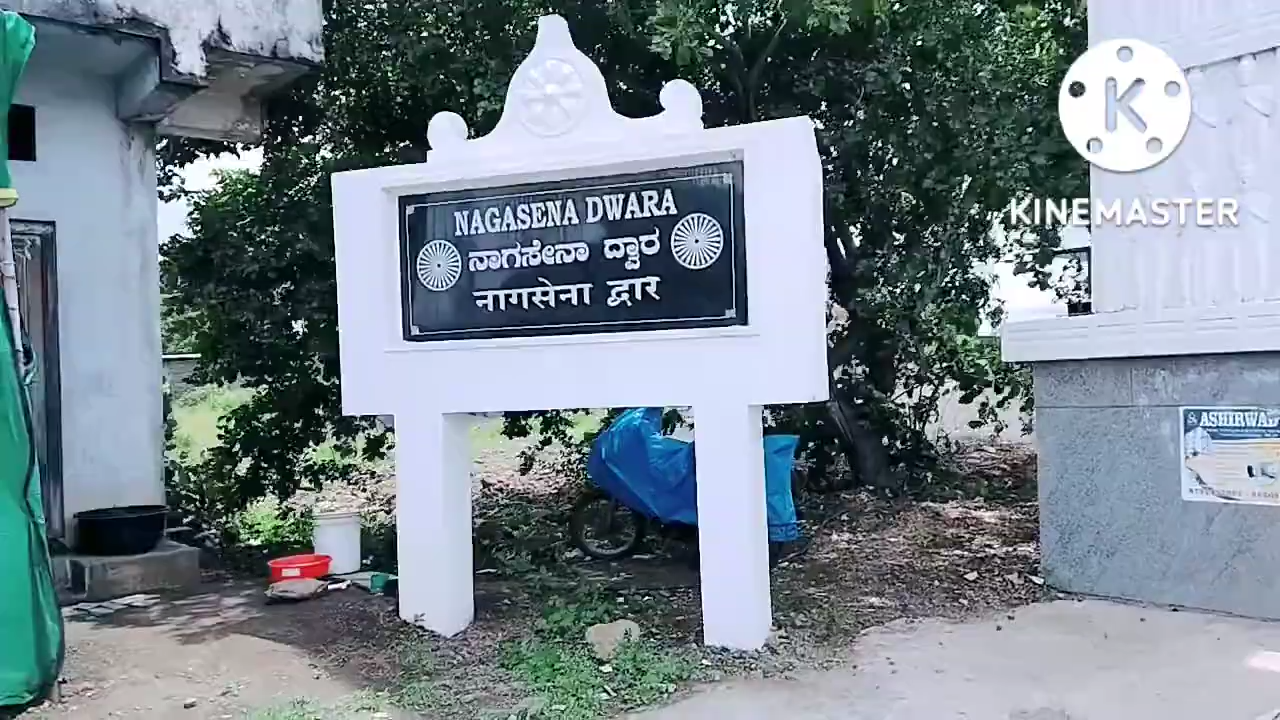 NAGASENA DWARA
ನಾಗಸೇನಾ ದ್ವಾರ
नागसेना द्वार
K
KINEMASTER
ASHIRWAD